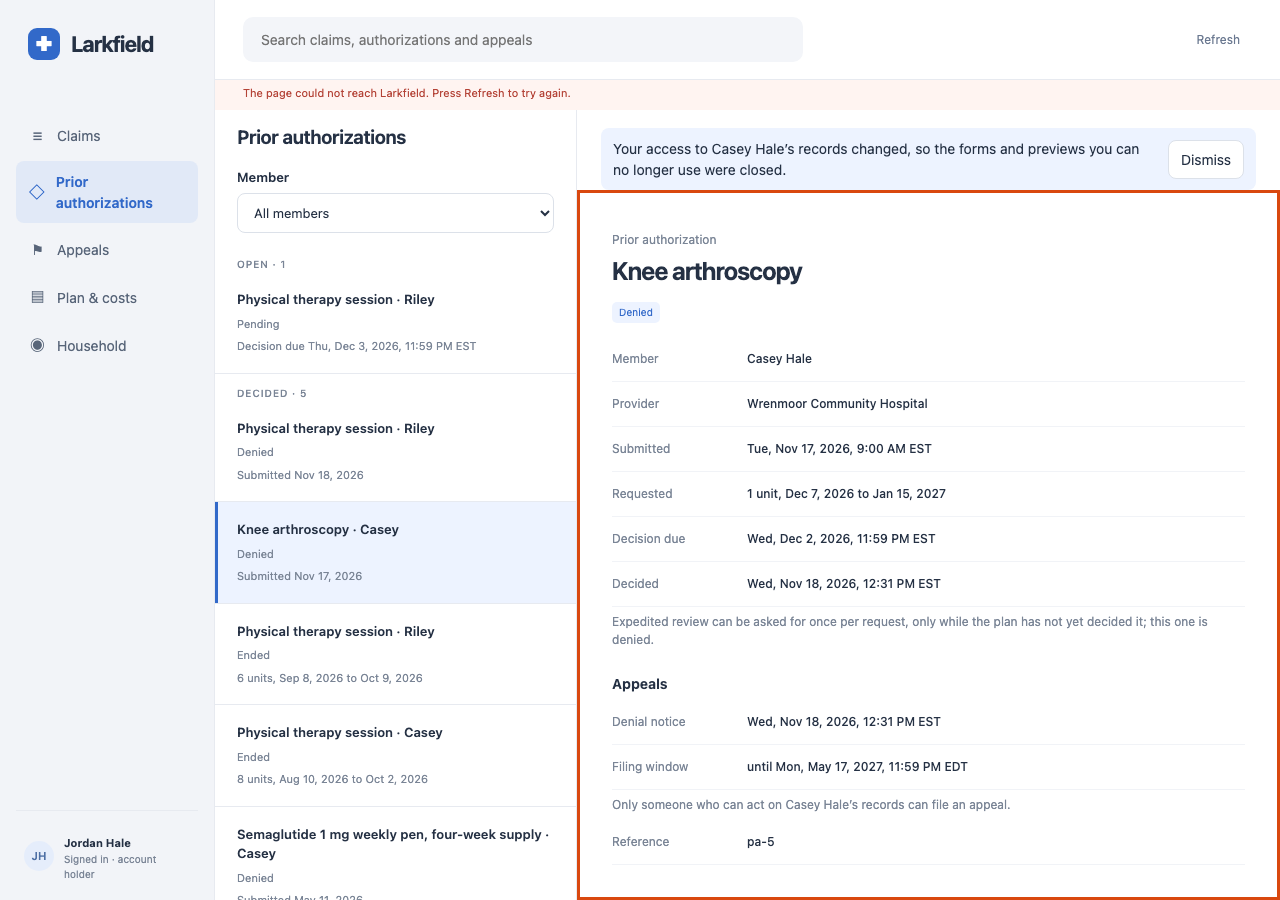 Larkfield
Search claims, authorizations and appeals
Refresh
The page could not reach Larkfield. Press Refresh to try again.
Claims
Prior
authorizations
Appeals
Plan & costs
Household
JH
Jordan Hale
Signed in · account
holder
Prior authorizations
Member
All members
OPEN · 1
Physical therapy session · Riley
Pending
Decision due Thu, Dec 3, 2026, 11:59 PM EST
DECIDED · 5
Physical therapy session · Riley
Denied
Submitted Nov 18, 2026
Knee arthroscopy · Casey
Denied
Submitted Nov 17, 2026
Physical therapy session · Riley
Ended
6 units, Sep 8, 2026 to Oct 9, 2026
Physical therapy session · Casey
Ended
8 units, Aug 10, 2026 to Oct 2, 2026
Semaglutide 1 mg weekly pen, four-week supply ·
Casey
Denied
Submitted May 11, 2026
Your access to Casey Hale’s records changed, so the forms and previews you can
no longer use were closed.
Dismiss
Prior authorization
Knee arthroscopy
Denied
Member Casey Hale
Provider Wrenmoor Community Hospital
Submitted Tue, Nov 17, 2026, 9:00 AM EST
Requested 1 unit, Dec 7, 2026 to Jan 15, 2027
Decision due Wed, Dec 2, 2026, 11:59 PM EST
Decided Wed, Nov 18, 2026, 12:31 PM EST
Expedited review can be asked for once per request, only while the plan has not yet decided it; this one is
denied.
Appeals
Denial notice Wed, Nov 18, 2026, 12:31 PM EST
Filing window until Mon, May 17, 2027, 11:59 PM EDT
Only someone who can act on Casey Hale’s records can file an appeal.
Reference pa-5